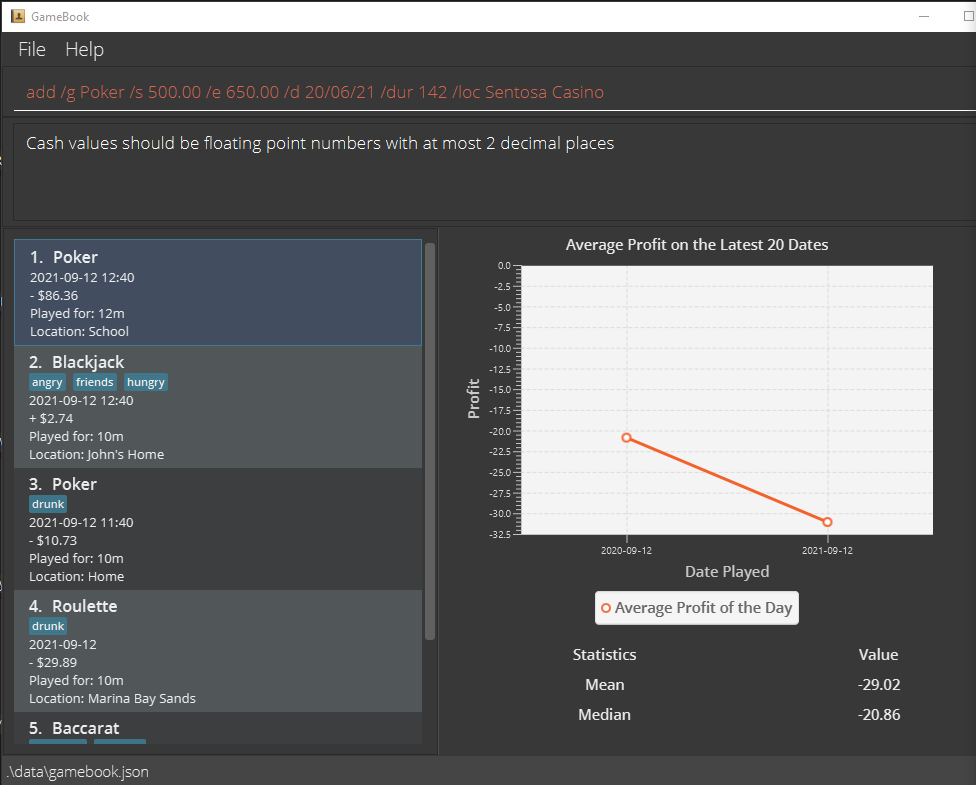 GameBook
File Help
add /g Poker /s 500.00 /e 650.00 /d 20/06/21 /dur 142 /loc Sentosa Casino
Cash values should be floating point numbers with at most 2 decimal places
1. Poker
2021-09-12 12:40
- $86.36
Played for: 12m
Location: School
2. Blackjack
angry friends hungry
2021-09-12 12:40
+ $2.74
Played for: 10m
Location: John's Home
3. Poker
drunk
2021-09-12 11:40
- $10.73
Played for: 10m
Location: Home
4. Roulette
drunk
2021-09-12
- $29.89
Played for: 10m
Location: Marina Bay Sands
5. Baccarat
Average Profit on the Latest 20 Dates
Profit
0.0
-2.5
-5.0
-7.5
-10.0
-12.5
-15.0
-17.5
-20.0
-22.5
-25.0
-27.5
-30.0
-32.5
2020-09-12 2021-09-12
Date Played
Average Profit of the Day
Statistics Value
Mean -29.02
Median -20.86
.\data\gamebook.json